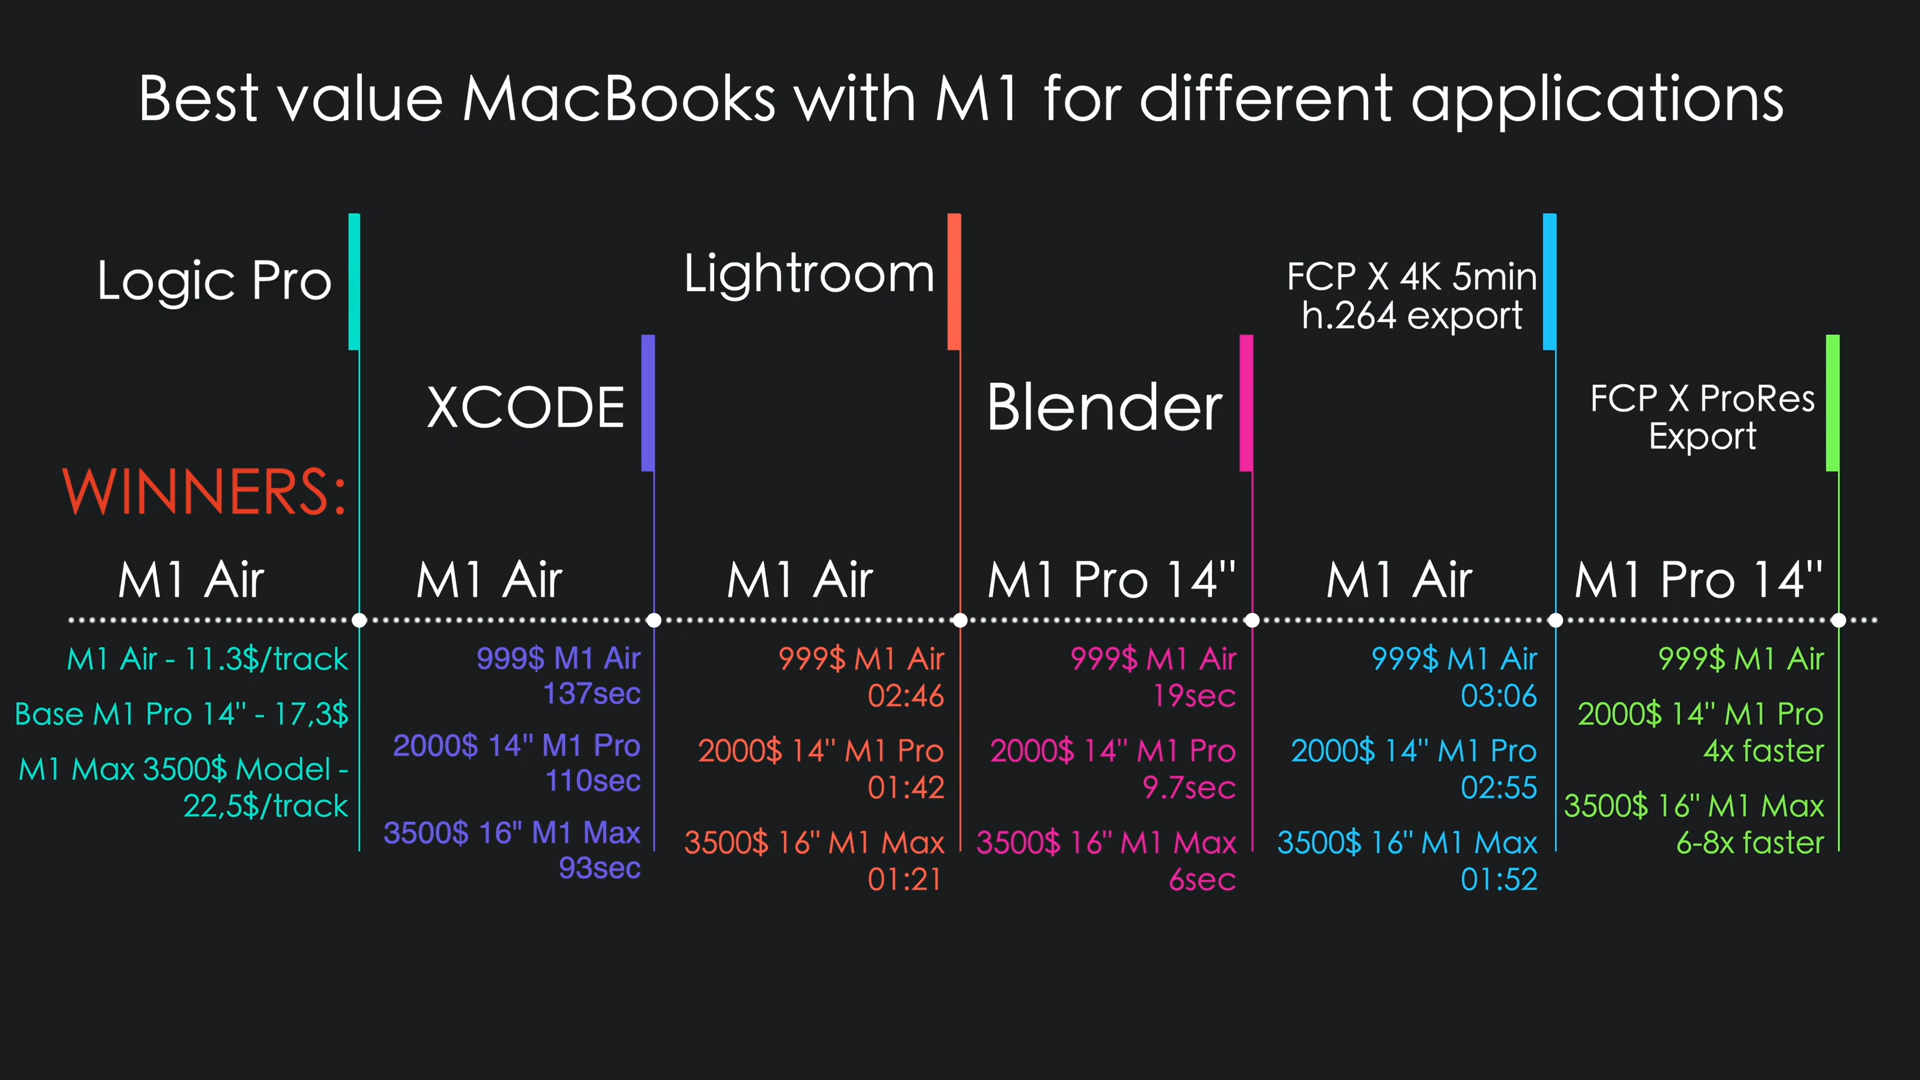 Best value MacBooks with M1 for different applications
Logic Pro
XCODE
Lightroom
Blender
FCP X 4K 5min
h.264 export
FCP X ProRes
Export
WINNERS:
M1 Air
M1 Air
M1 Air
M1 Pro 14"
M1 Air
M1 Pro 14"
M1 Air - 11.3$/track
Base M1 Pro 14" - 17,3$
M1 Max 3500$ Model -
22,5$/track
999$ M1 Air
137sec
2000$ 14" M1 Pro
110sec
3500$ 16" M1 Max
93sec
999$ M1 Air
02:46
2000$ 14" M1 Pro
01:42
3500$ 16" M1 Max
01:21
999$ M1 Air
19sec
2000$ 14" M1 Pro
9.7sec
3500$ 16" M1 Max
6sec
999$ M1 Air
03:06
2000$ 14" M1 Pro
02:55
3500$ 16" M1 Max
01:52
999$ M1 Air
2000$ 14" M1 Pro
4x faster
3500$ 16" M1 Max
6-8x faster